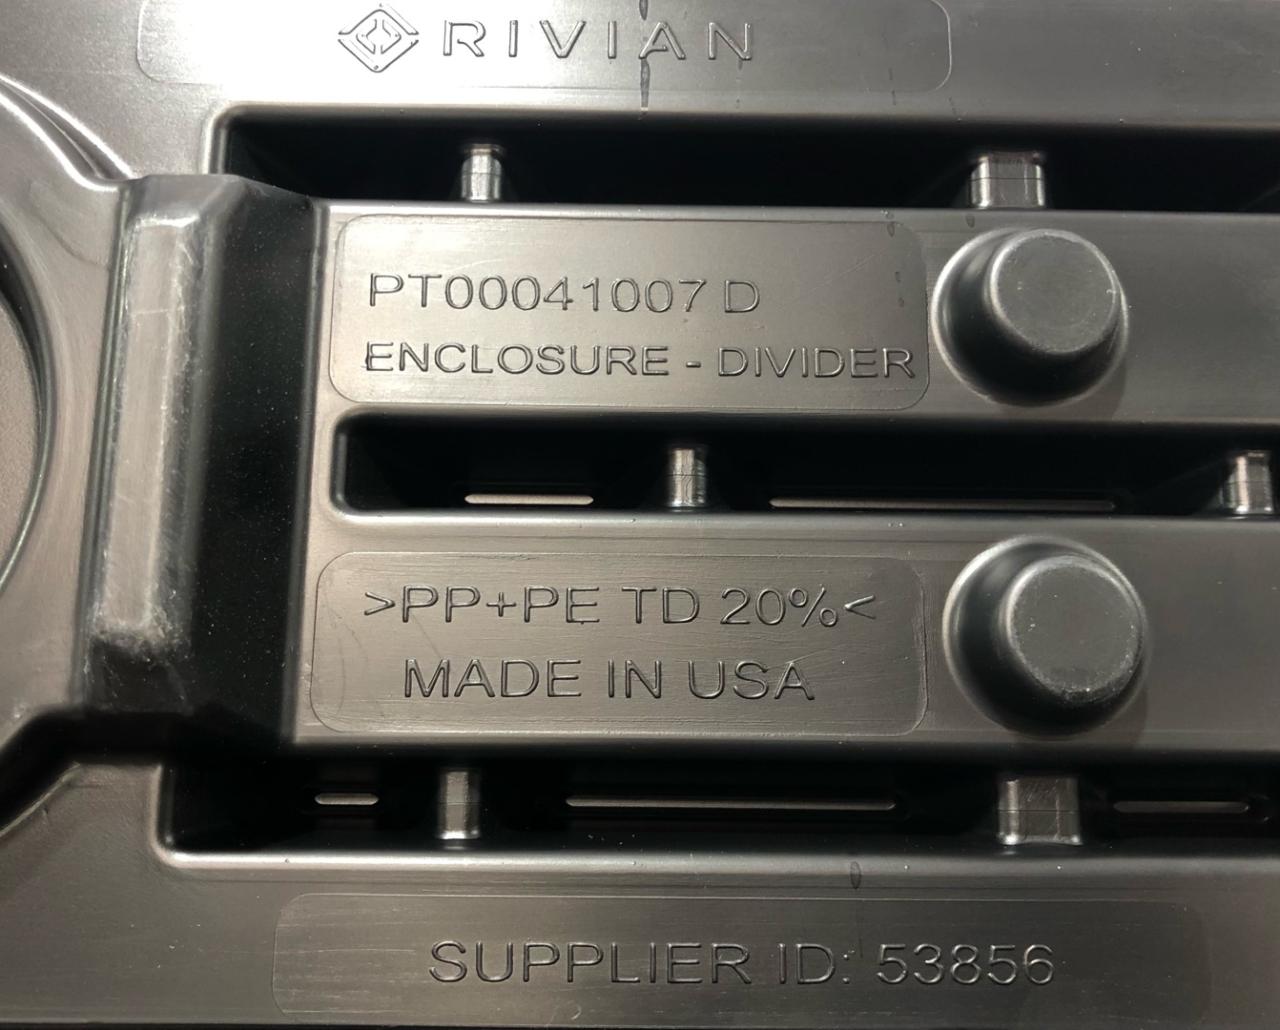 RIVIAN
PT00041007 D
ENCLOSURE - DIVIDER
>PP+PE TD 20%<
MADE IN USA
SUPPLIER ID: 53856